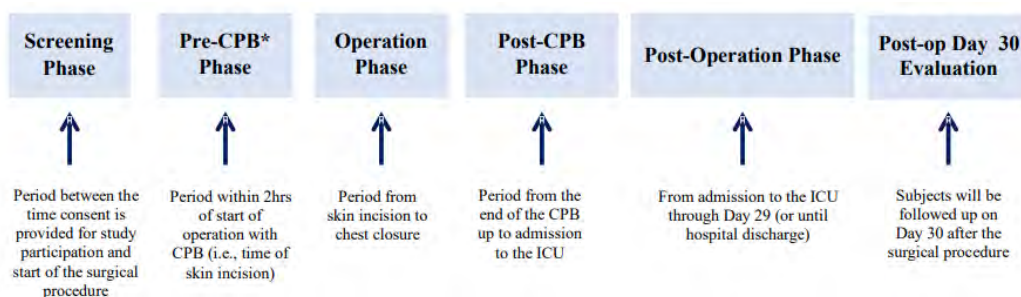 Screening
Phase
Pre-CPB*
Phase
Operation
Phase
Post-CPB
Phase
Post-Operation Phase
Post-op Day 30
Evaluation
Period between the
time consent is
provided for study
participation and
start of the surgical
procedure
Period within 2hrs
of start of
operation with
CPB (i.e., time of
skin incision)
Period from
skin incision to
chest closure
Period from the
end of the CPB
up to admission
to the ICU
From admission to the ICU
through Day 29 (or until
hospital discharge)
Subjects will be
followed up on
Day 30 after the
surgical procedure